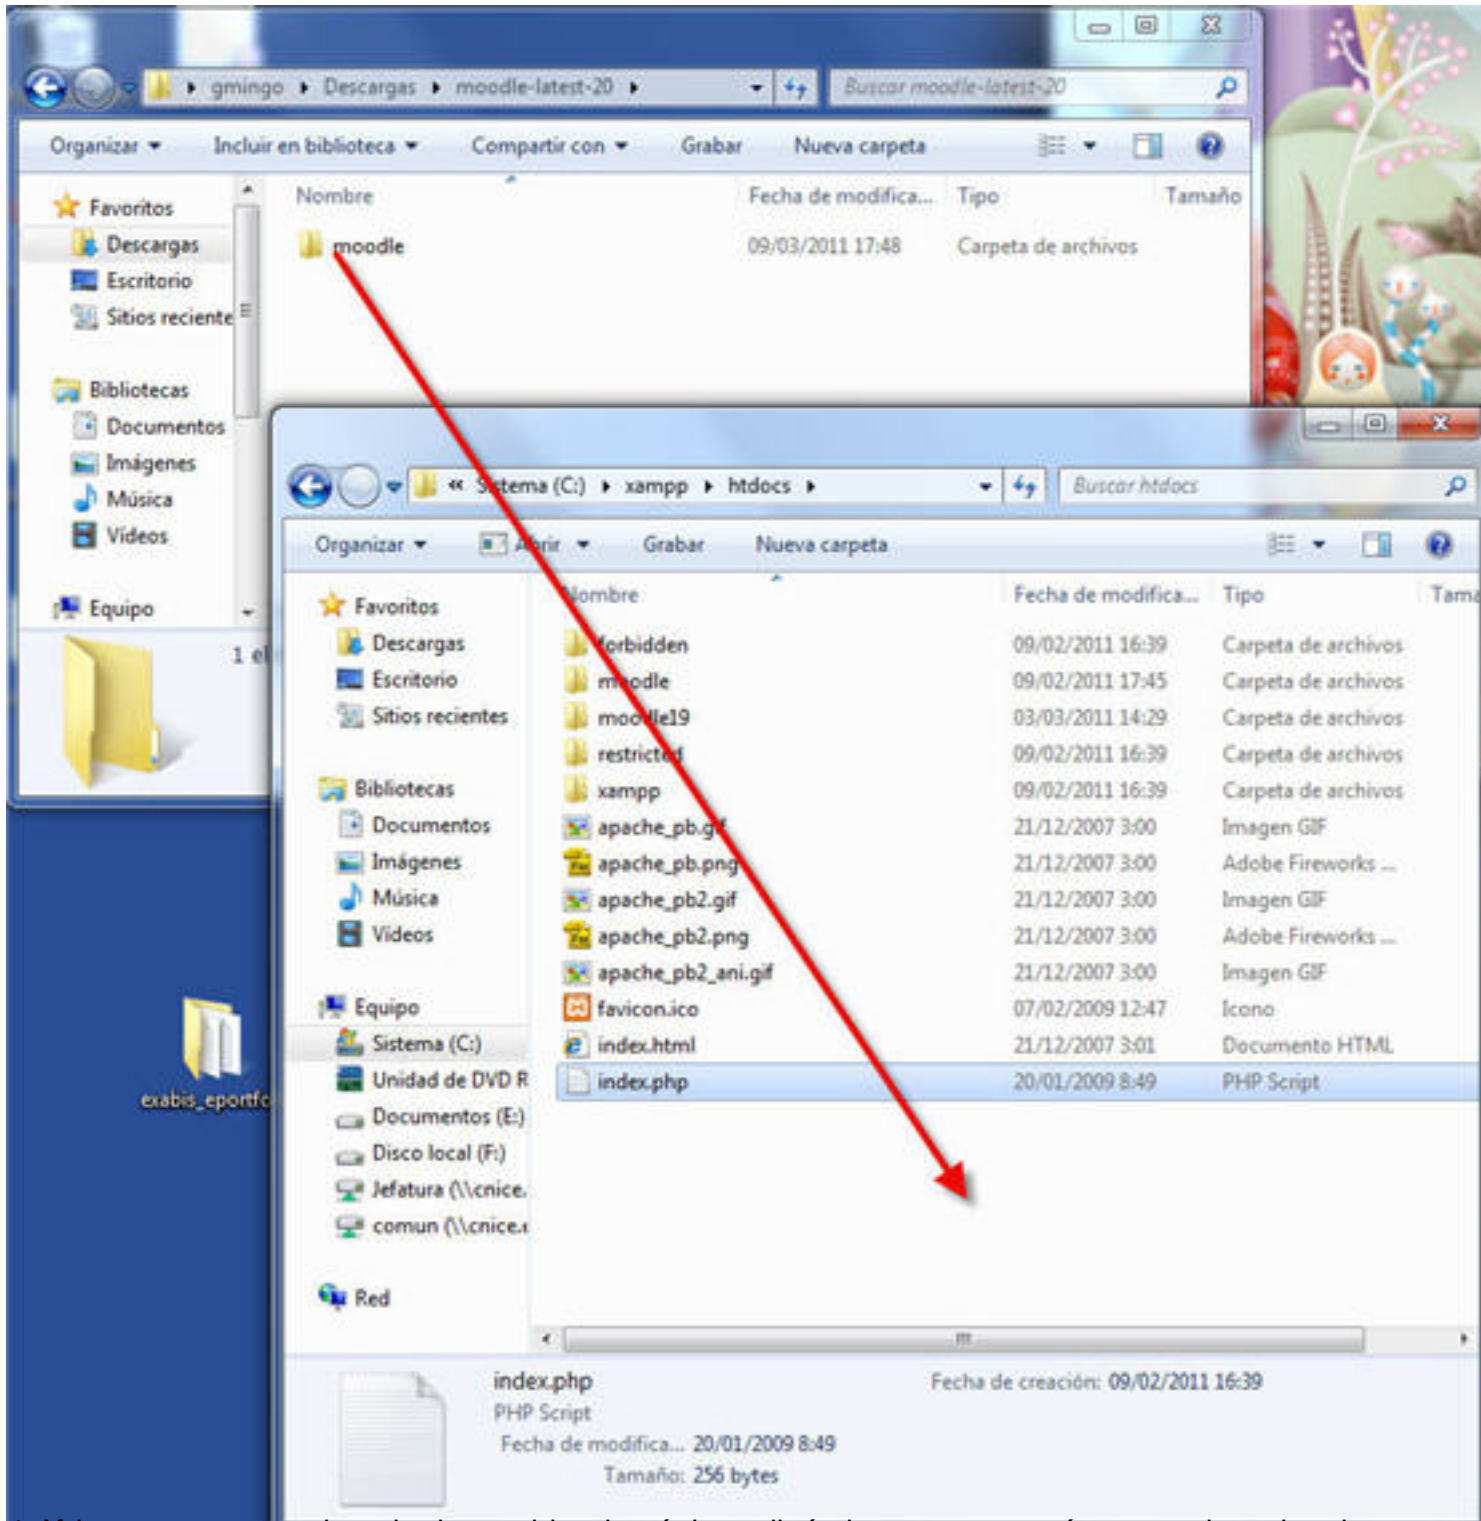 gmingo Descargas moodle-latest-20 Buscar moodle-latest-20
Organizar Incluir en biblioteca Compartir con Grabar Nueva carpeta
Nombre Fecha de modifica... Tipo Tamaño
moodle 09/03/2011 17:48 Carpeta de archivos
Favoritos
Descargas
Escritorio
Sitios reciente
Bibliotecas
Documentos
Imágenes
Música
Vídeos
Equipo
1 el
exabis_eportfo
« Sistema (C:) xampp htdocs Buscar htdocs
Organizar Abrir Grabar Nueva carpeta
Favoritos
Descargas
Escritorio
Sitios recientes
Bibliotecas
Documentos
Imágenes
Música
Vídeos
Equipo
Sistema (C:)
Unidad de DVD R
Documentos (E:)
Disco local (F:)
Jefatura (\\cnice.
comun (\\cnice.e
Red
Nombre Fecha de modifica... Tipo Tama
forbidden 09/02/2011 16:39 Carpeta de archivos
moodle 09/02/2011 17:45 Carpeta de archivos
moodle19 03/03/2011 14:29 Carpeta de archivos
restricted 09/02/2011 16:39 Carpeta de archivos
xampp 09/02/2011 16:39 Carpeta de archivos
apache_pb.gif 21/12/2007 3:00 Imagen GIF
apache_pb.png 21/12/2007 3:00 Adobe Fireworks ...
apache_pb2.gif 21/12/2007 3:00 Imagen GIF
apache_pb2.png 21/12/2007 3:00 Adobe Fireworks ...
apache_pb2_ani.gif 21/12/2007 3:00 Imagen GIF
favicon.ico 07/02/2009 12:47 Icono
index.html 21/12/2007 3:01 Documento HTML
index.php 20/01/2009 8:49 PHP Script
index.php Fecha de creación: 09/02/2011 16:39
PHP Script
Fecha de modifica... 20/01/2009 8:49
Tamaño: 256 bytes